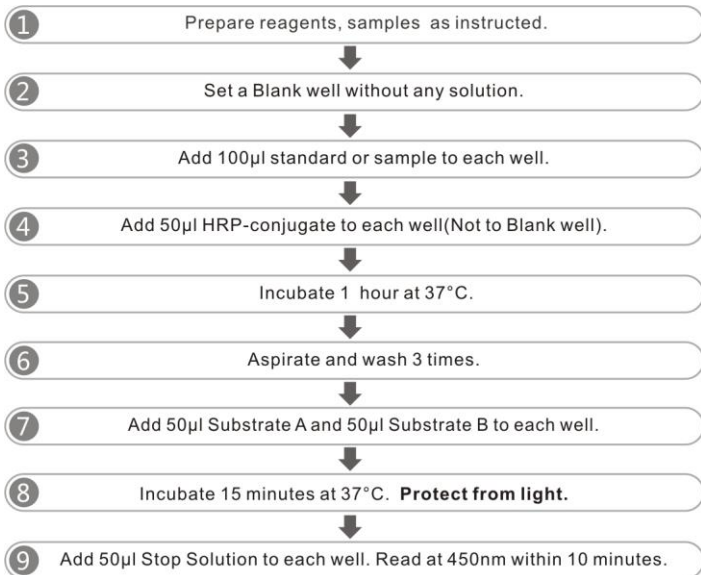 1 Prepare reagents, samples as instructed.
2 Set a Blank well without any solution.
3 Add 100μl standard or sample to each well.
4 Add 50μl HRP-conjugate to each well(Not to Blank well).
5 Incubate 1 hour at 37°C.
6 Aspirate and wash 3 times.
7 Add 50μl Substrate A and 50μl Substrate B to each well.
8 Incubate 15 minutes at 37°C. Protect from light.
9 Add 50μl Stop Solution to each well. Read at 450nm within 10 minutes.